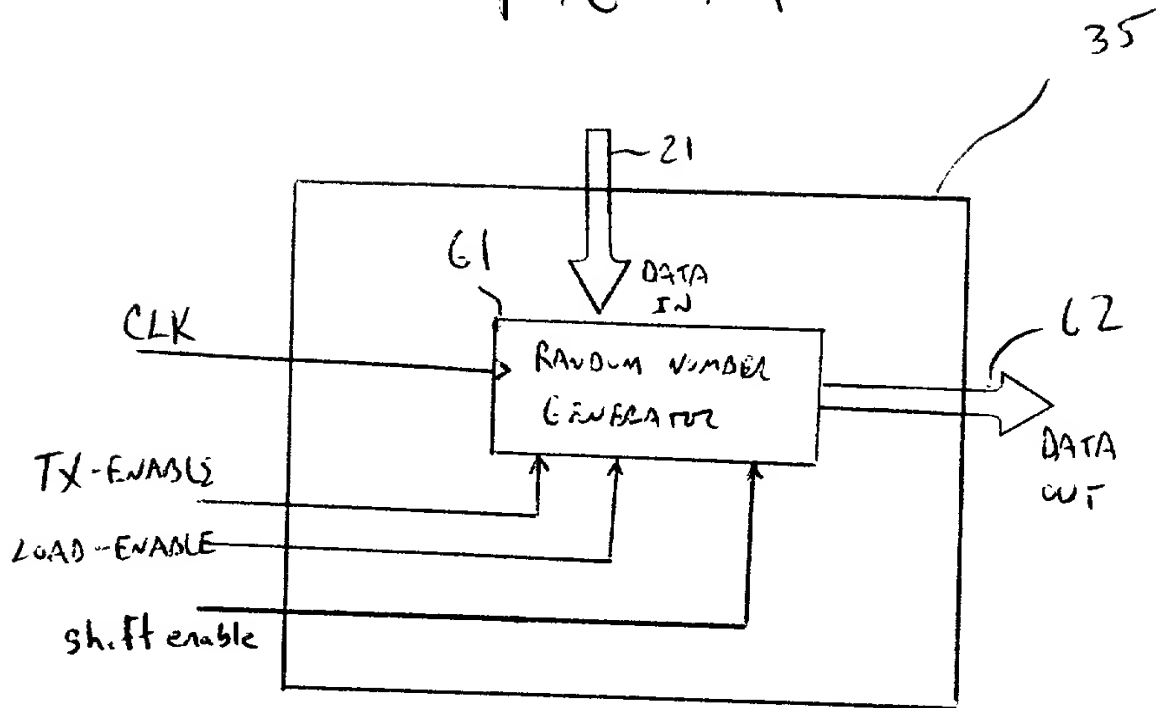 35
21
61
DATA
IN
CLK
62
RANDOM NUMBER
GENERATOR
DATA
OUT
TX-ENABLE
LOAD-ENABLE
shift enable